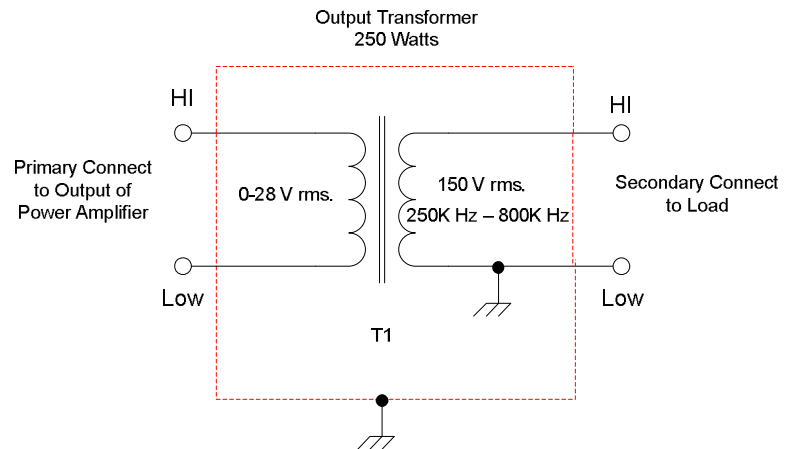 Output Transformer
250 Watts
HI
HI
Primary Connect
to Output of
Power Amplifier
0-28 V rms.
150 V rms.
250K Hz – 800K Hz
Secondary Connect
to Load
Low
Low
T1